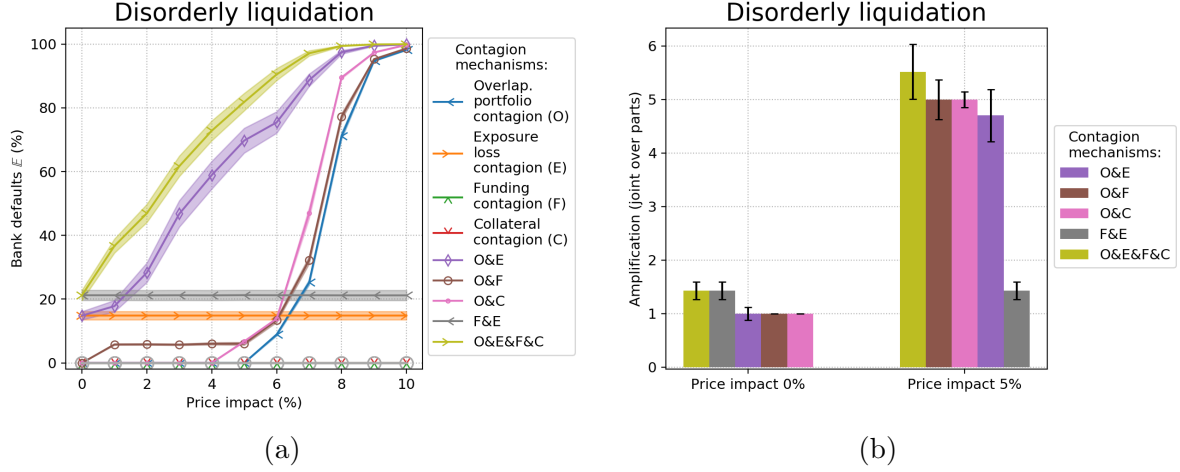 Disorderly liquidation
100
80
60
40
20
0
Bank defaults 𝔼 (%)
0 2 4 6 8 10
Price impact (%)
Contagion
mechanisms:
Overlap.
portfolio
contagion (O)
Exposure
loss
contagion (E)
Funding
contagion (F)
Collateral
contagion (C)
O&E
O&F
O&C
F&E
O&E&F&C
(a)
Disorderly liquidation
6
5
4
3
2
1
0
Amplification (joint over parts)
Price impact 0% Price impact 5%
Contagion
mechanisms:
O&E
O&F
O&C
F&E
O&E&F&C
(b)